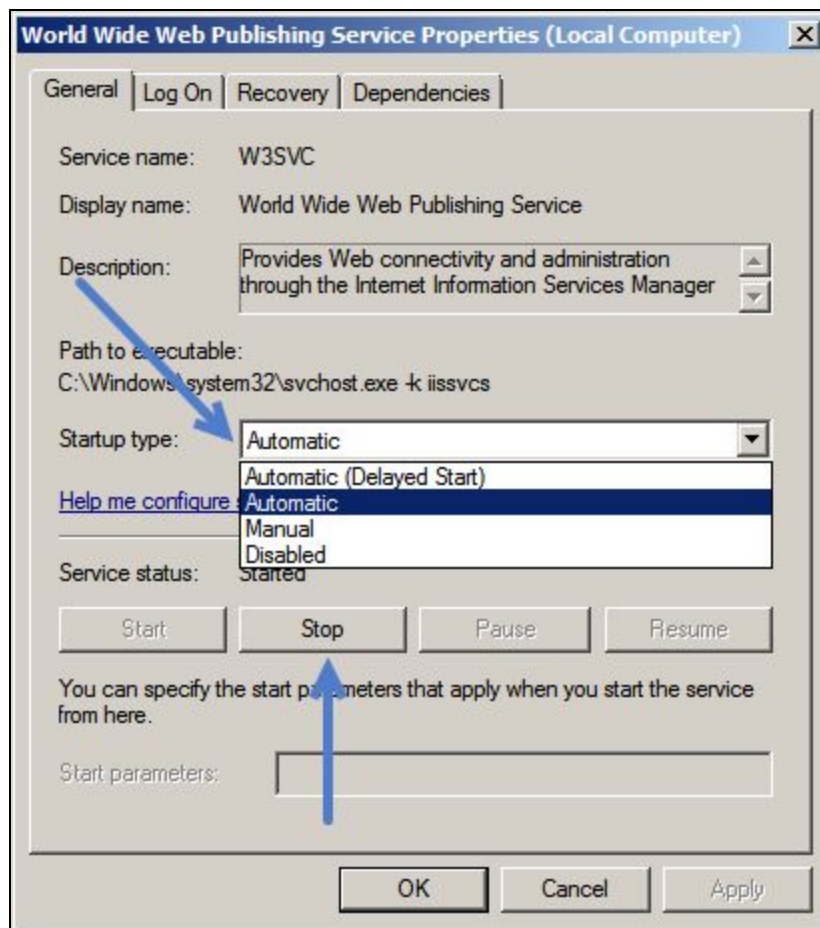 World Wide Web Publishing Service Properties (Local Computer)
General Log On Recovery Dependencies
Service name: W3SVC
Display name: World Wide Web Publishing Service
Description: Provides Web connectivity and administration
through the Internet Information Services Manager
Path to executable:
C:\Windows\system32\svchost.exe -k iissvcs
Startup type: Automatic
Automatic (Delayed Start)
Help me configure Automatic
Manual
Disabled
Service status: Started
Start Stop Pause Resume
You can specify the start parameters that apply when you start the service
from here.
Start parameters:
OK Cancel Apply